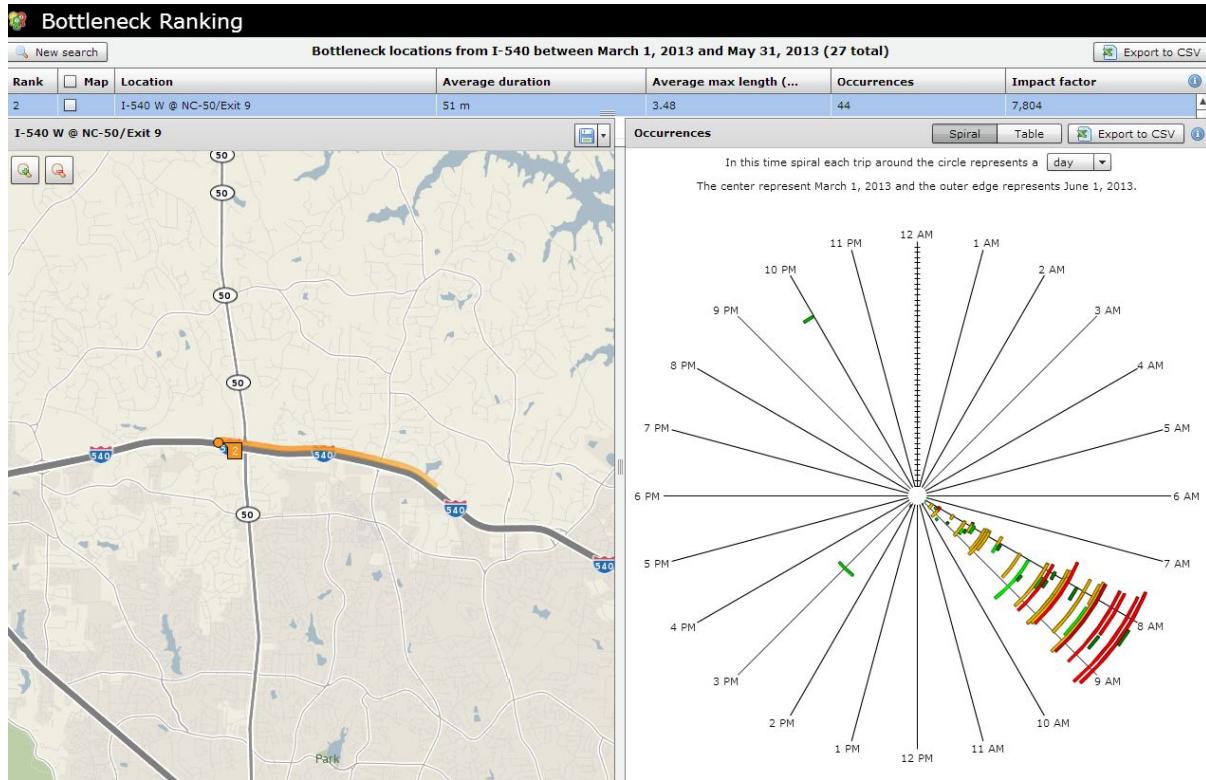 Bottleneck Ranking
New search
Bottleneck locations from I-540 between March 1, 2013 and May 31, 2013 (27 total)
Export to CSV
Rank Map Location Average duration Average max length (... Occurrences Impact factor
2 I-540 W @ NC-50/Exit 9 51 m 3.48 44 7,804
I-540 W @ NC-50/Exit 9
50
50
50
50
540
2
540
50
540
540
Park
Occurrences Spiral Table Export to CSV
In this time spiral each trip around the circle represents a day
The center represent March 1, 2013 and the outer edge represents June 1, 2013.
12 AM
1 AM
2 AM
3 AM
4 AM
5 AM
6 AM
7 AM
8 AM
9 AM
10 AM
11 AM
12 PM
1 PM
2 PM
3 PM
4 PM
5 PM
6 PM
7 PM
8 PM
9 PM
10 PM
11 PM